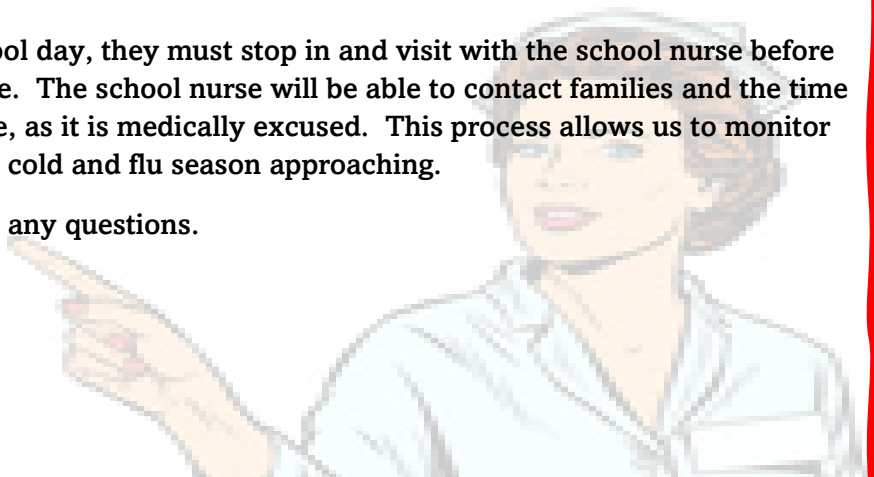 ol day, they must stop in and visit with the school nurse before
e. The school nurse will be able to contact families and the time
e, as it is medically excused. This process allows us to monitor
cold and flu season approaching.
any questions.